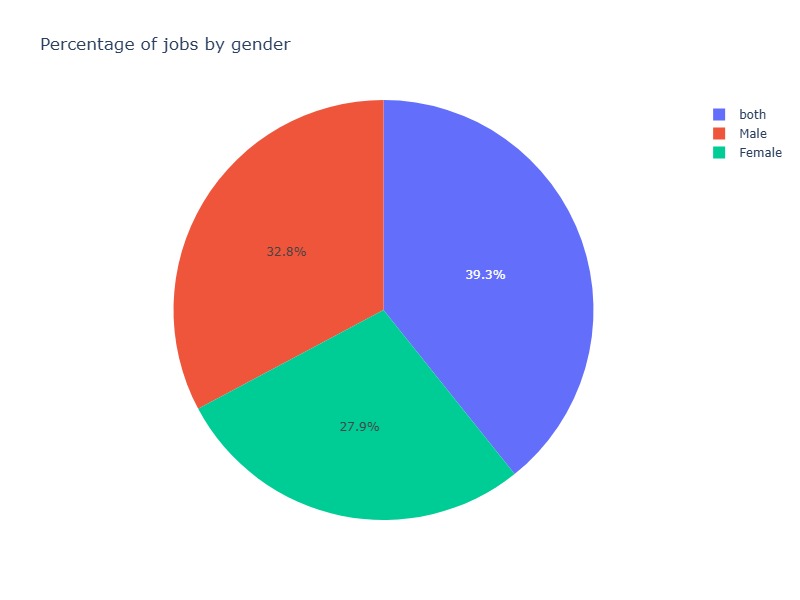 Percentage of jobs by gender
both
Male
Female
32.8%
39.3%
27.9%